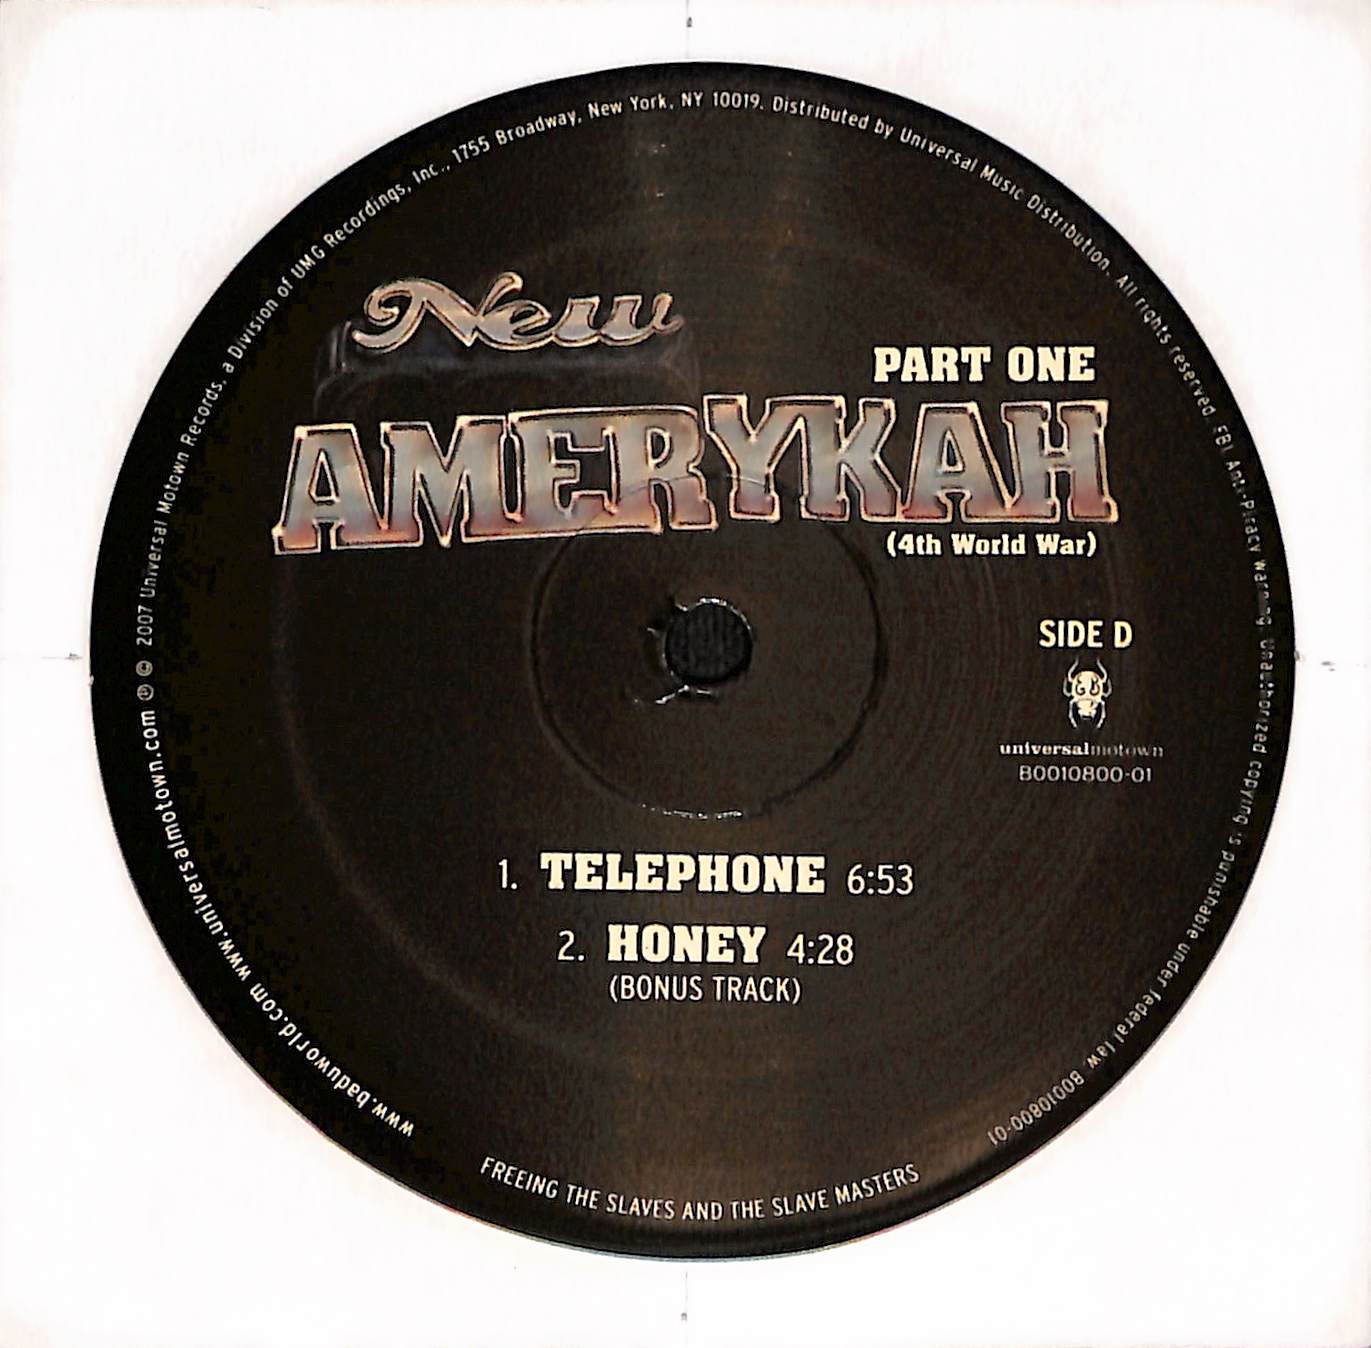 New
PART ONE
AMERYKAH
(4th World War)
SIDE D
universalmotown
B0010800-01
1. TELEPHONE 6:53
2. HONEY 4:28
(BONUS TRACK)
www.baduworld.com www.universalmotown.com ℗ © 2007 Universal Motown Records, a Division of UMG Recordings, Inc., 1755 Broadway, New York, NY 10019. Distributed by Universal Music Distribution. All rights reserved. FBI Anti-Piracy warning: Unauthorized copying is punishable under federal law. B0010800-01
FREEING THE SLAVES AND THE SLAVE MASTERS